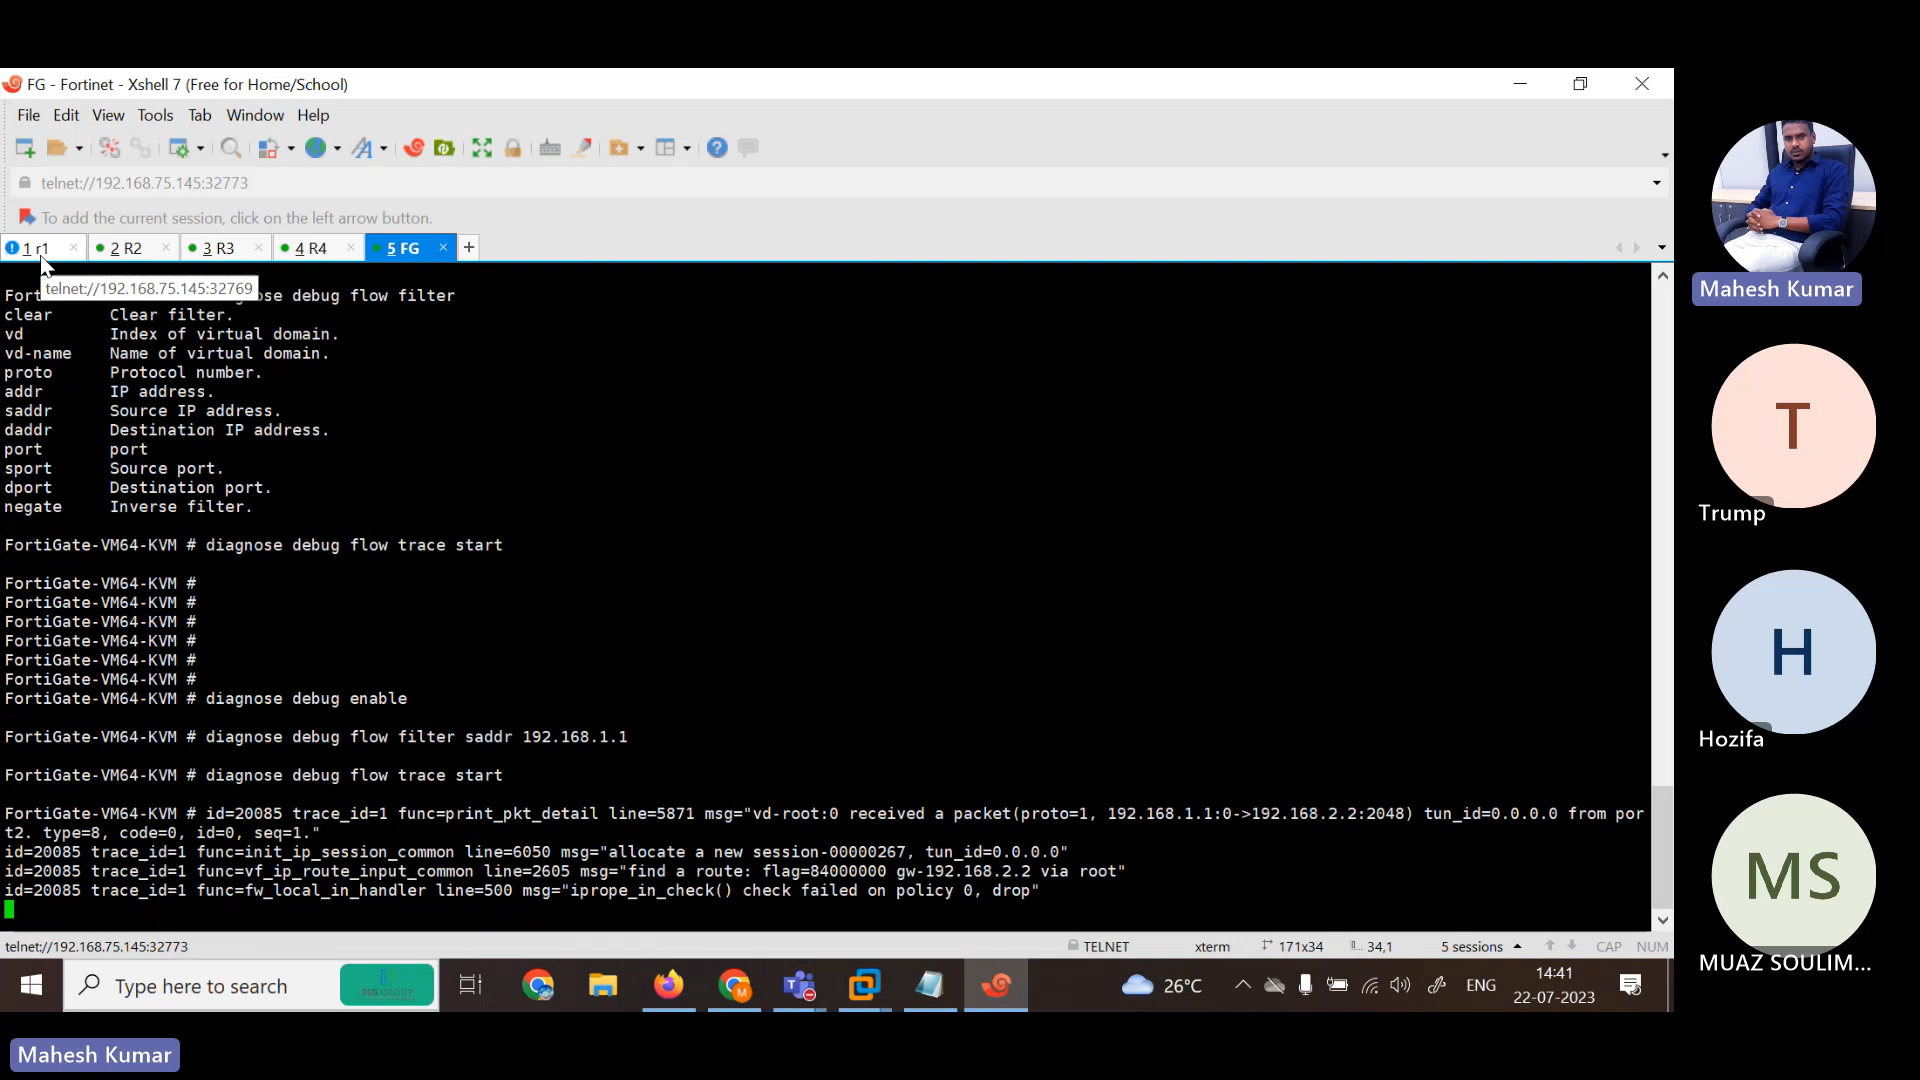 FG - Fortinet - Xshell 7 (Free for Home/School)
File Edit View Tools Tab Window Help
telnet://192.168.75.145:32773
To add the current session, click on the left arrow button.
1 r1 2 R2 3 R3 4 R4 5 FG
telnet://192.168.75.145:32769
Fort ose debug flow filter
clear Clear filter.
vd Index of virtual domain.
vd-name Name of virtual domain.
proto Protocol number.
addr IP address.
saddr Source IP address.
daddr Destination IP address.
port port
sport Source port.
dport Destination port.
negate Inverse filter.
FortiGate-VM64-KVM # diagnose debug flow trace start
FortiGate-VM64-KVM #
FortiGate-VM64-KVM #
FortiGate-VM64-KVM #
FortiGate-VM64-KVM #
FortiGate-VM64-KVM #
FortiGate-VM64-KVM #
FortiGate-VM64-KVM # diagnose debug enable
FortiGate-VM64-KVM # diagnose debug flow filter saddr 192.168.1.1
FortiGate-VM64-KVM # diagnose debug flow trace start
FortiGate-VM64-KVM # id=20085 trace_id=1 func=print_pkt_detail line=5871 msg="vd-root:0 received a packet(proto=1, 192.168.1.1:0->192.168.2.2:2048) tun_id=0.0.0.0 from por
t2. type=8, code=0, id=0, seq=1."
id=20085 trace_id=1 func=init_ip_session_common line=6050 msg="allocate a new session-00000267, tun_id=0.0.0.0"
id=20085 trace_id=1 func=vf_ip_route_input_common line=2605 msg="find a route: flag=84000000 gw-192.168.2.2 via root"
id=20085 trace_id=1 func=fw_local_in_handler line=500 msg="iprope_in_check() check failed on policy 0, drop"
telnet://192.168.75.145:32773 TELNET xterm 171x34 34,1 5 sessions CAP NUM
Type here to search
PSB GROUP
26°C ENG
14:41
22-07-2023
Mahesh Kumar
T
Trump
H
Hozifa
MS
MUAZ SOULIM...
Mahesh Kumar